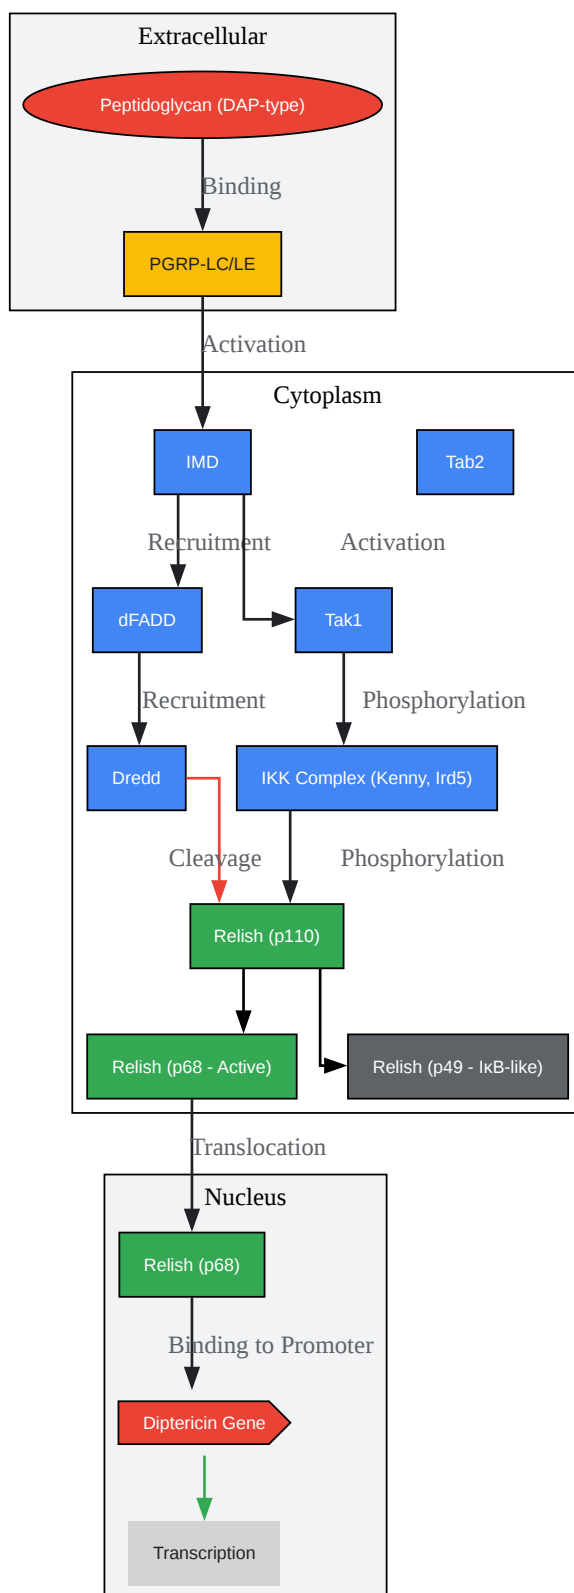 Extracellular
Peptidoglycan (DAP-type)
Binding
PGRP-LC/LE
Activation
Cytoplasm
IMD
Tab2
Recruitment
Activation
dFADD
Tak1
Recruitment
Phosphorylation
Dredd
IKK Complex (Kenny, Ird5)
Cleavage
Phosphorylation
Relish (p110)
Relish (p68 - Active)
Relish (p49 - IκB-like)
Translocation
Nucleus
Relish (p68)
Binding to Promoter
Diptericin Gene
Transcription